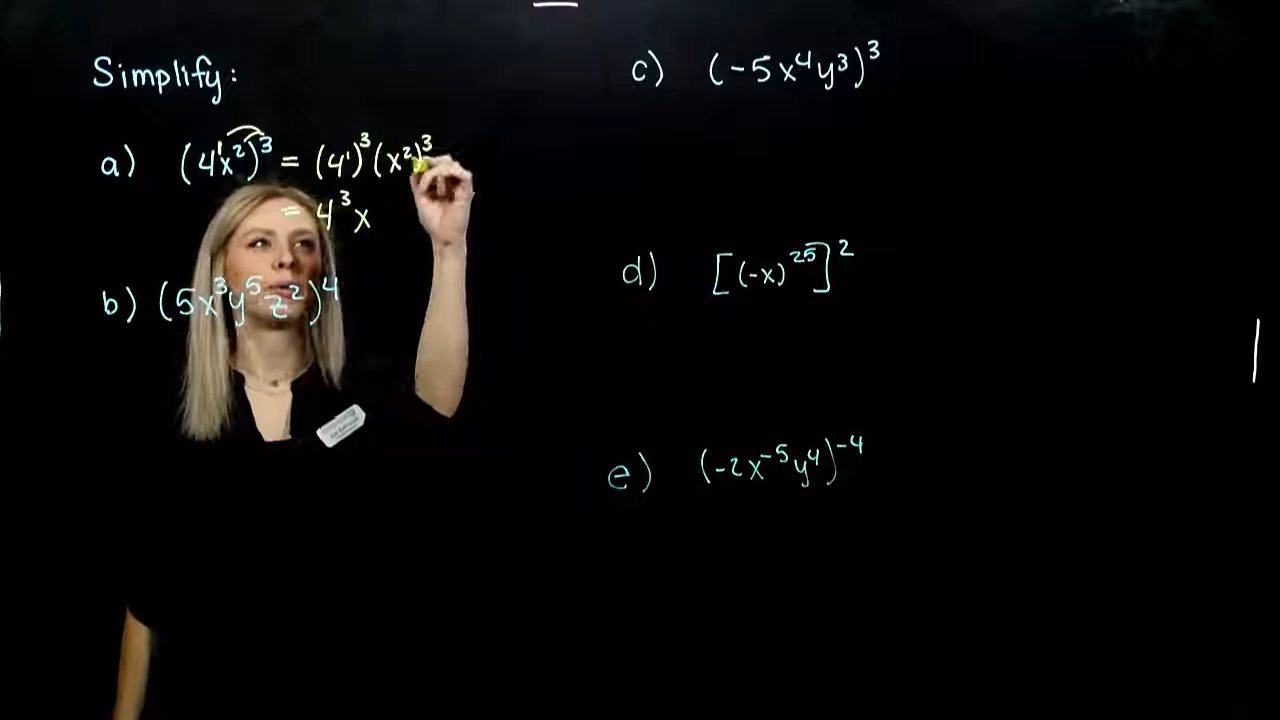 Simplify:
a) (4¹x²)³ = (4¹)³(x²)³
= 4³x
b) (5x³y⁵z²)⁴
c) (-5x⁴y³)³
d) [(-x)²⁵]²
e) (-2x⁻⁵y⁴)⁻⁴